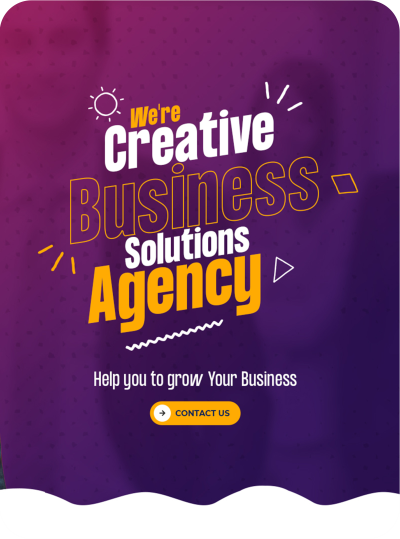 We're
Creative
Business
Solutions
Agency
Help you to grow Your Business
CONTACT US